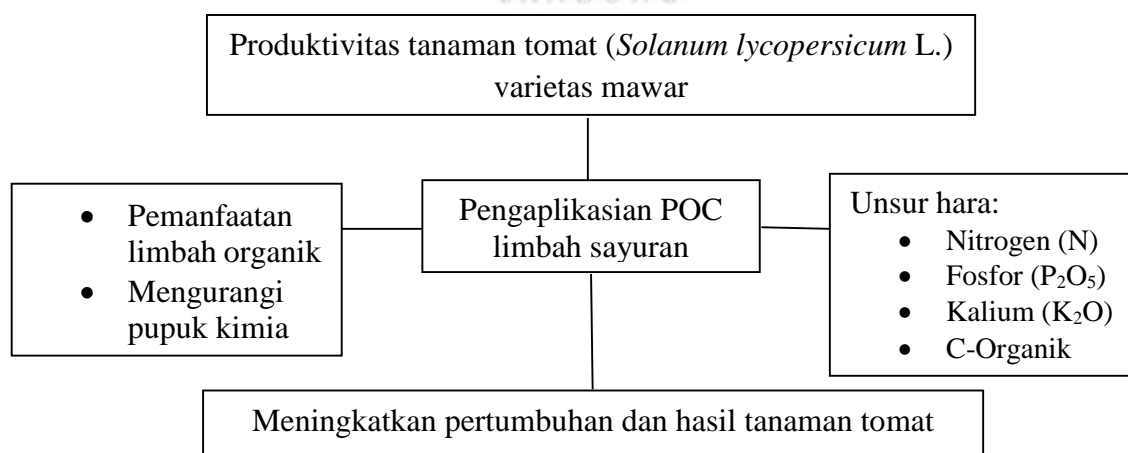 Produktivitas tanaman tomat (Solanum lycopersicum L.)
varietas mawar
• Pemanfaatan
limbah organik
• Mengurangi
pupuk kimia
Pengaplikasian POC
limbah sayuran
Unsur hara:
• Nitrogen (N)
• Fosfor (P₂O₅)
• Kalium (K₂O)
• C-Organik
Meningkatkan pertumbuhan dan hasil tanaman tomat